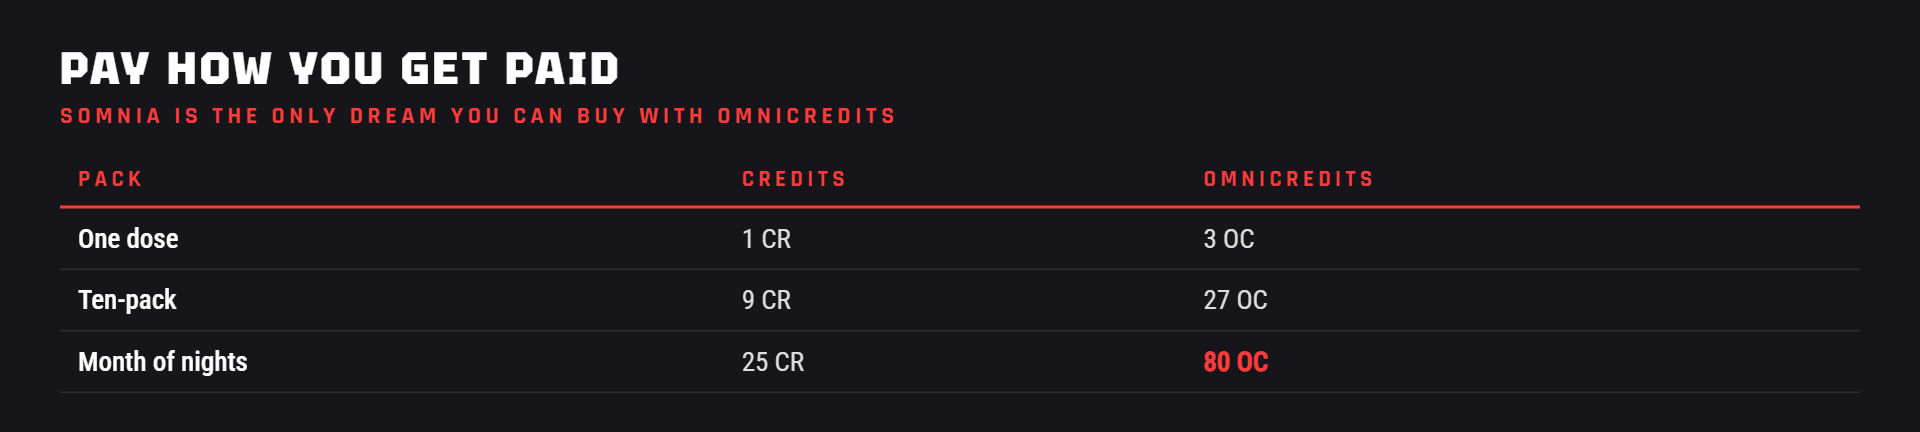 PAY HOW YOU GET PAID
SOMNIA IS THE ONLY DREAM YOU CAN BUY WITH OMNICREDITS
PACK CREDITS OMNICREDITS
One dose 1 CR 3 OC
Ten-pack 9 CR 27 OC
Month of nights 25 CR 80 OC